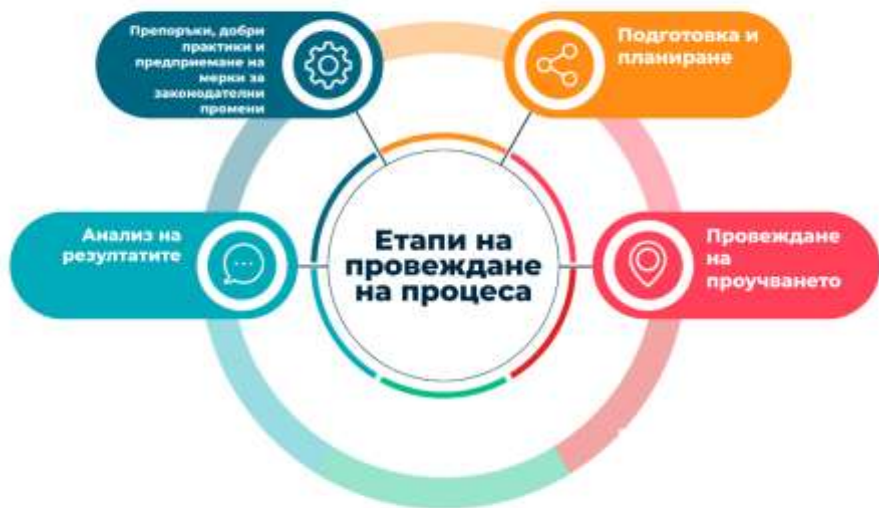 Препоръки, добри
практики и
предприемане на
мерки за
законодателни
промени
Подготовка и
планиране
Анализ на
резултатите
Етапи на
провеждане
на процеса
Провеждане
на
проучването